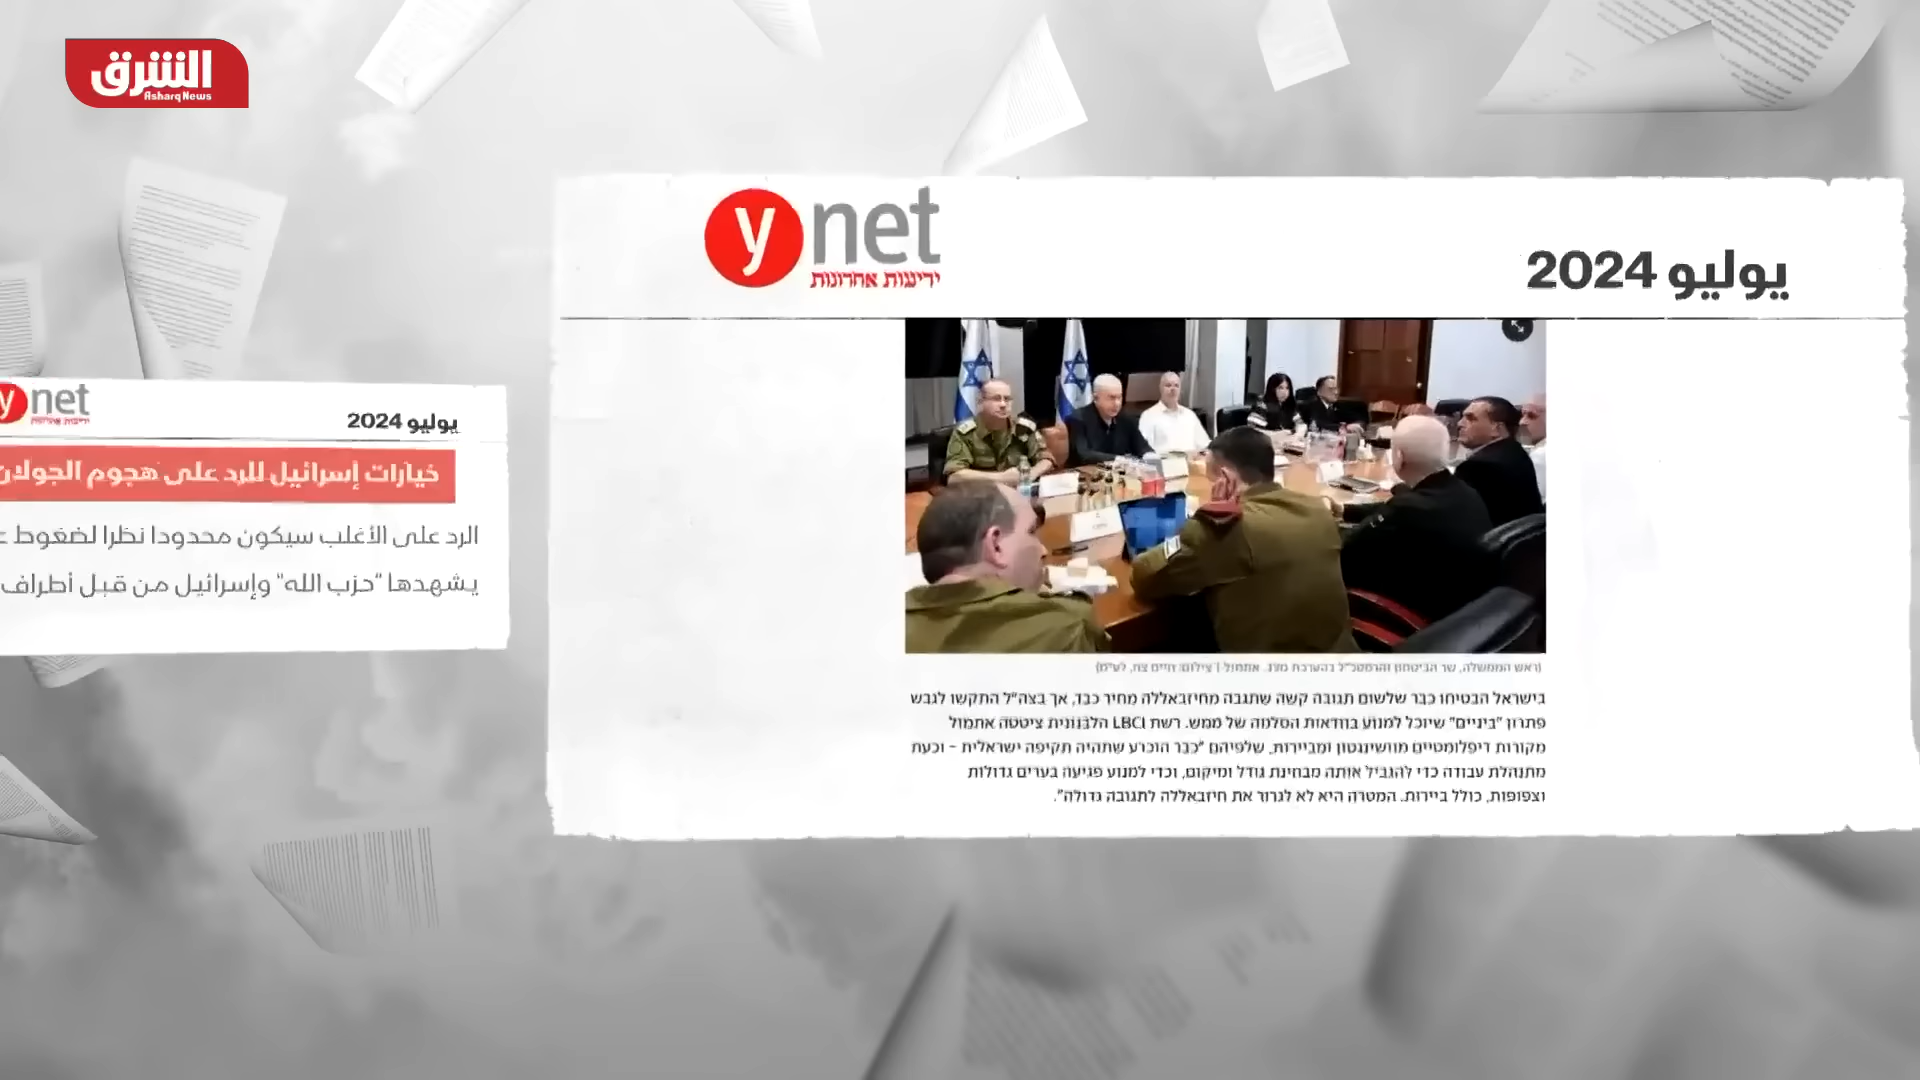 الشرق
Asharq News
ynet
ידיעות אחרונות
يوليو 2024
(ראש הממשלה, שר הביטחון והרמטכ"ל בהערכת מצב, אתמול | צילום: חיים צח, לע"מ)
בישראל הבטיחו כבר שלשום תגובה קשה שתגבה מחיזבאללה מחיר כבד, אך בצה"ל התקשו לגבש
פתרון "ביניים" שיוכל למנוע בוודאות הסלמה של ממש. רשת LBCI הלבנונית ציטטה אתמול
מקורות דיפלומטיים מוושינגטון ומביירות, שלפיהם "כבר הוכרע שתהיה תקיפה ישראלית - וכעת
מתנהלת עבודה כדי להגביל אותה מבחינת גודל ומיקום, וכדי למנוע פגיעה בערים גדולות
וצפופות, כולל ביירות. המטרה היא לא לגרור את חיזבאללה לתגובה גדולה".
ynet
ידיעות אחרונות
يوليو 2024
خيارات إسرائيل للرد على هجوم الجولان
الرد على الأغلب سيكون محدودا نظرا لضغوط
يشهدها "حزب الله" وإسرائيل من قبل أطراف